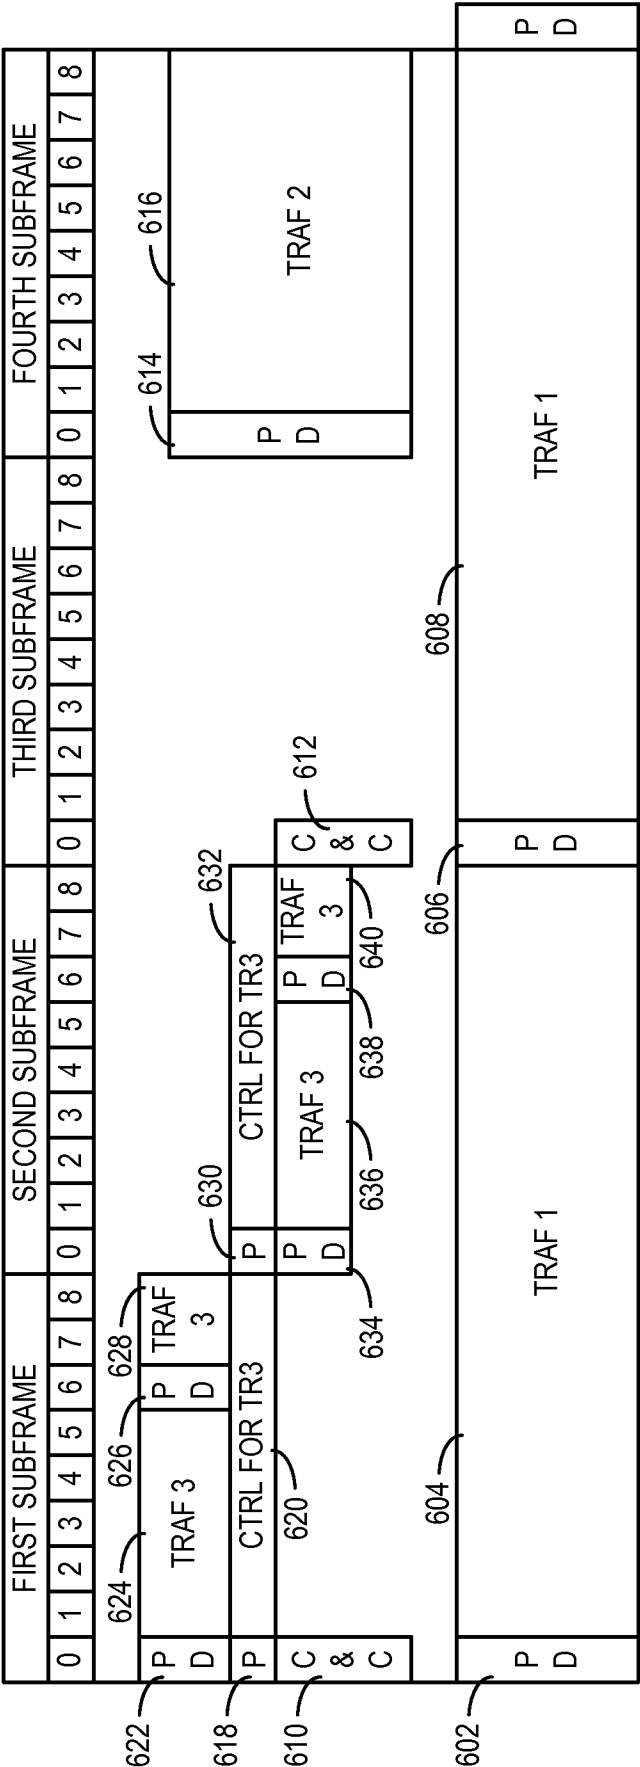 FIRST SUBFRAME SECOND SUBFRAME THIRD SUBFRAME FOURTH SUBFRAME
0 1 2 3 4 5 6 7 8 0 1 2 3 4 5 6 7 8 0 1 2 3 4 5 6 7 8 0 1 2 3 4 5 6 7 8
624 626 628 614 616
622
P D
TRAF 3
P D
TRAF 3
630 632
618
P
CTRL FOR TR3
P
CTRL FOR TR3
620
610
C & C
P D
TRAF 3
P D
TRAF 3
C & C
612
634 636 638 640
P D
TRAF 2
604 606 608
602
P D
TRAF 1
P D
TRAF 1
P D